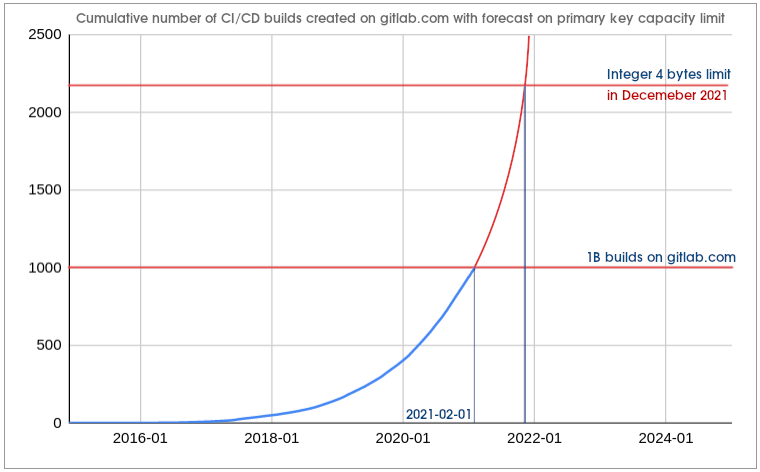 Cumulative number of CI/CD builds created on gitlab.com with forecast on primary key capacity limit
2500
Integer 4 bytes limit
in Decemeber 2021
2000
1500
1B builds on gitlab.com
1000
500
2021-02-01
0
2016-01 2018-01 2020-01 2022-01 2024-01